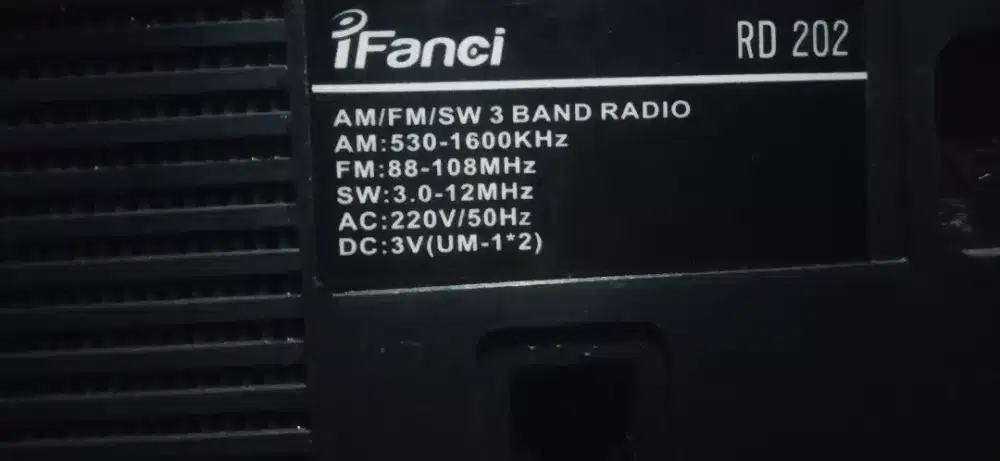 iFanci
RD 202
AM/FM/SW 3 BAND RADIO
AM:530-1600KHz
FM:88-108MHz
SW:3.0-12MHz
AC:220V/50Hz
DC:3V(UM-1*2)